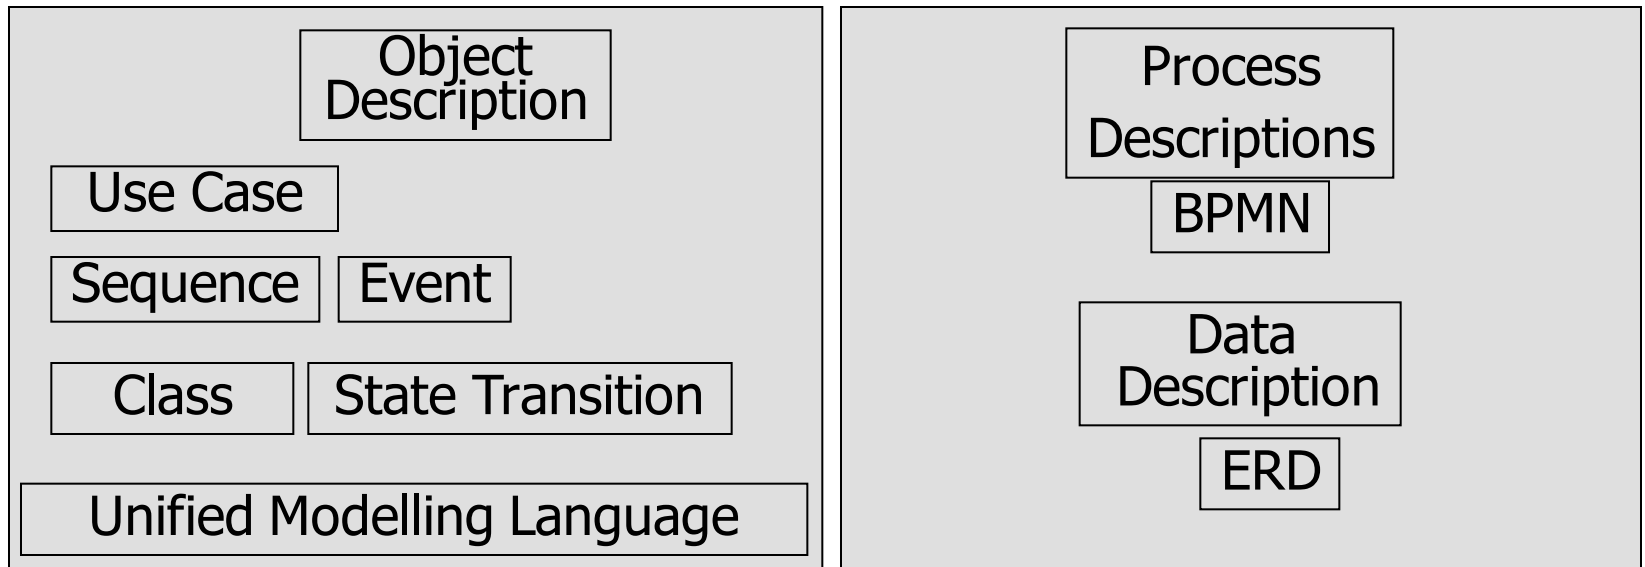 Object
Description
Use Case
Sequence
Event
Class
State Transition
Unified Modelling Language
Process
Descriptions
BPMN
Data
Description
ERD